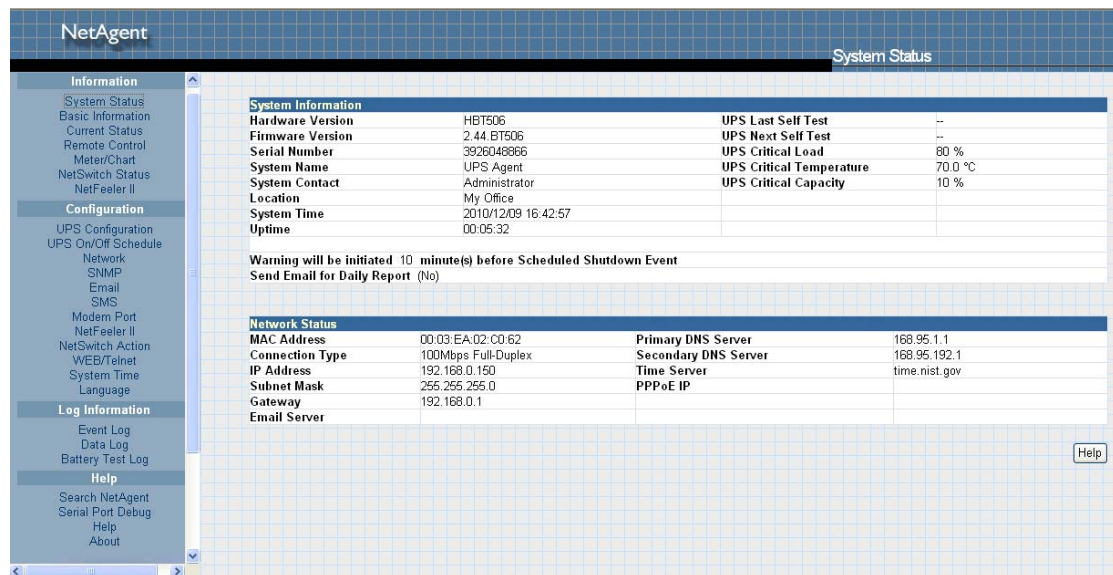 NetAgent
System Status
Information
System Status
Basic Information
Current Status
Remote Control
Meter/Chart
NetSwitch Status
NetFeeler II
Configuration
UPS Configuration
UPS On/Off Schedule
Network
SNMP
Email
SMS
Modem Port
NetFeeler II
NetSwitch Action
WEB/Telnet
System Time
Language
Log Information
Event Log
Data Log
Battery Test Log
Help
Search NetAgent
Serial Port Debug
Help
About
System Information
Hardware Version HBT506 UPS Last Self Test --
Firmware Version 2.44.BT506 UPS Next Self Test --
Serial Number 3926048866 UPS Critical Load 80 %
System Name UPS Agent UPS Critical Temperature 70.0 °C
System Contact Administrator UPS Critical Capacity 10 %
Location My Office
System Time 2010/12/09 16:42:57
Uptime 00:05:32
Warning will be initiated 10 minute(s) before Scheduled Shutdown Event
Send Email for Daily Report (No)
Network Status
MAC Address 00:03:EA:02:C0:62 Primary DNS Server 168.95.1.1
Connection Type 100Mbps Full-Duplex Secondary DNS Server 168.95.192.1
IP Address 192.168.0.150 Time Server time.nist.gov
Subnet Mask 255.255.255.0 PPPoE IP
Gateway 192.168.0.1
Email Server
Help